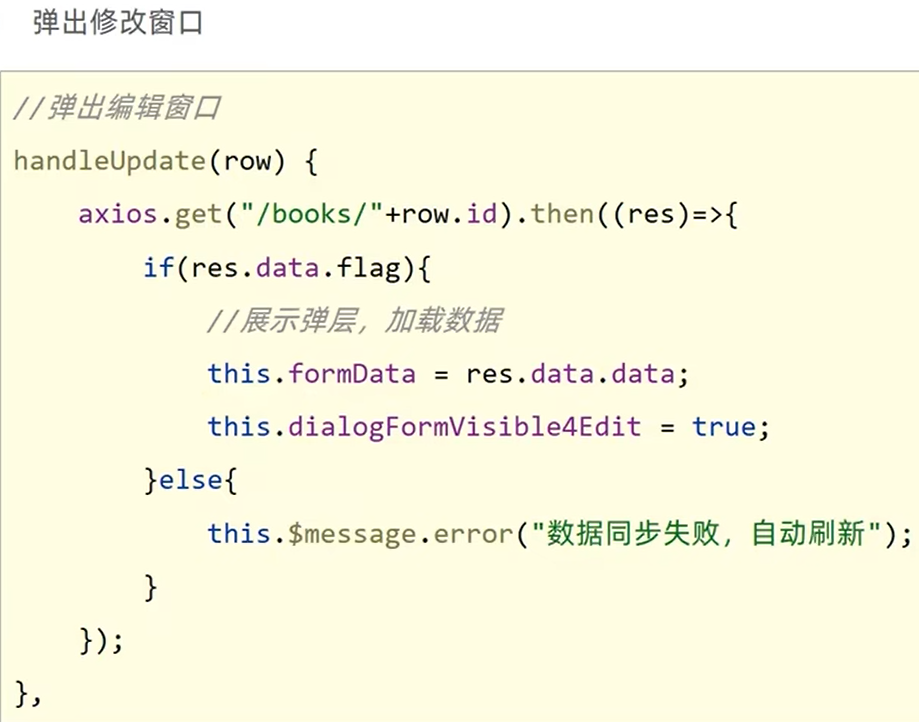 弹出修改窗口
//弹出编辑窗口
handleUpdate(row) {
    axios.get("/books/"+row.id).then((res)=>{
        if(res.data.flag){
            //展示弹层，加载数据
            this.formData = res.data.data;
            this.dialogFormVisible4Edit = true;
        }else{
            this.$message.error("数据同步失败，自动刷新");
        }
    });
},